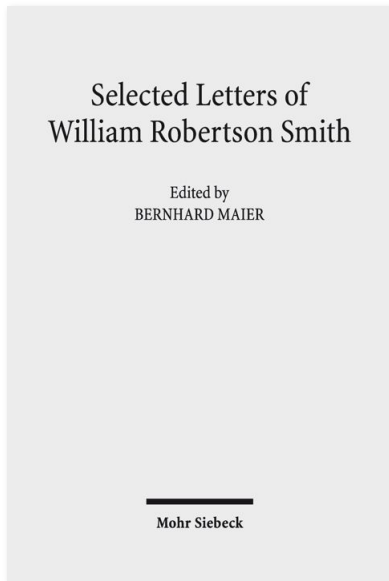 Selected Letters of
William Robertson Smith
Edited by
BERNHARD MAIER
Mohr Siebeck